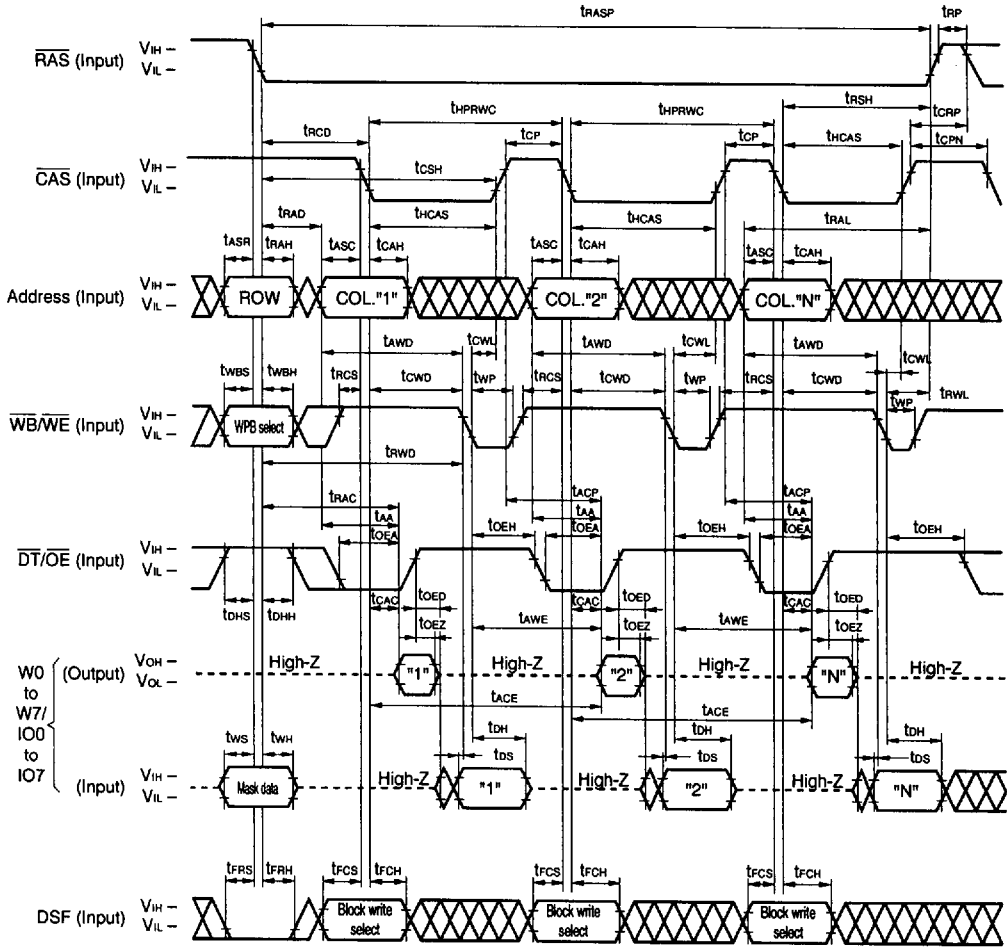 tRASP tRP
RAS (Input) VIH VIL
tHPRWC tHPRWC tRSH tCRP
tRCD tCP tCP tHCAS tCPN
CAS (Input) VIH VIL
tCSH
tRAD tHCAS tHCAS tRAL
tASR tRAH tASC tCAH tASC tCAH tASC tCAH
Address (Input) VIH VIL ROW COL."1" COL."2" COL."N"
tAWD tCWL tAWD tCWL tAWD tCWL
tWBS tWBH tRCS tCWD tWP tRCS tCWD tWP tRCS tCWD tWP tRWL
WB/WE (Input) VIH VIL WPB select
tRWD
tRAC tACP tACP
tAA tAA tAA
tOEA tOEH tOEA tOEH tOEA tOEH
DT/OE (Input) VIH VIL
tDHS tDHH tCAC tOED tCAC tOED tCAC tOED
tOEZ tAWE tOEZ tAWE tOEZ
W0 to W7/ IO0 to IO7
(Output) VOH VOL High-Z "1" High-Z "2" High-Z "N" High-Z
tACE tACE
tWS tWH tDH tDH tDH
tDS tDS tDS
(Input) VIH VIL Mask data High-Z "1" High-Z "2" High-Z "N"
tFRS tFRH tFCS tFCH tFCS tFCH tFCS tFCH
DSF (Input) VIH VIL Block write select Block write select Block write select